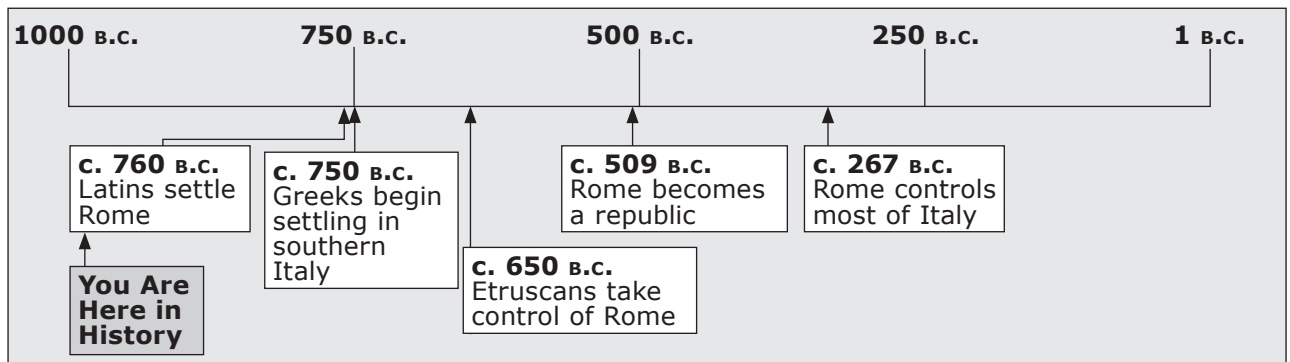 1000 B.C. 750 B.C. 500 B.C. 250 B.C. 1 B.C.
c. 760 B.C.
Latins settle
Rome
c. 750 B.C.
Greeks begin
settling in
southern
Italy
c. 509 B.C.
Rome becomes
a republic
c. 267 B.C.
Rome controls
most of Italy
c. 650 B.C.
Etruscans take
control of Rome
You Are
Here in
History